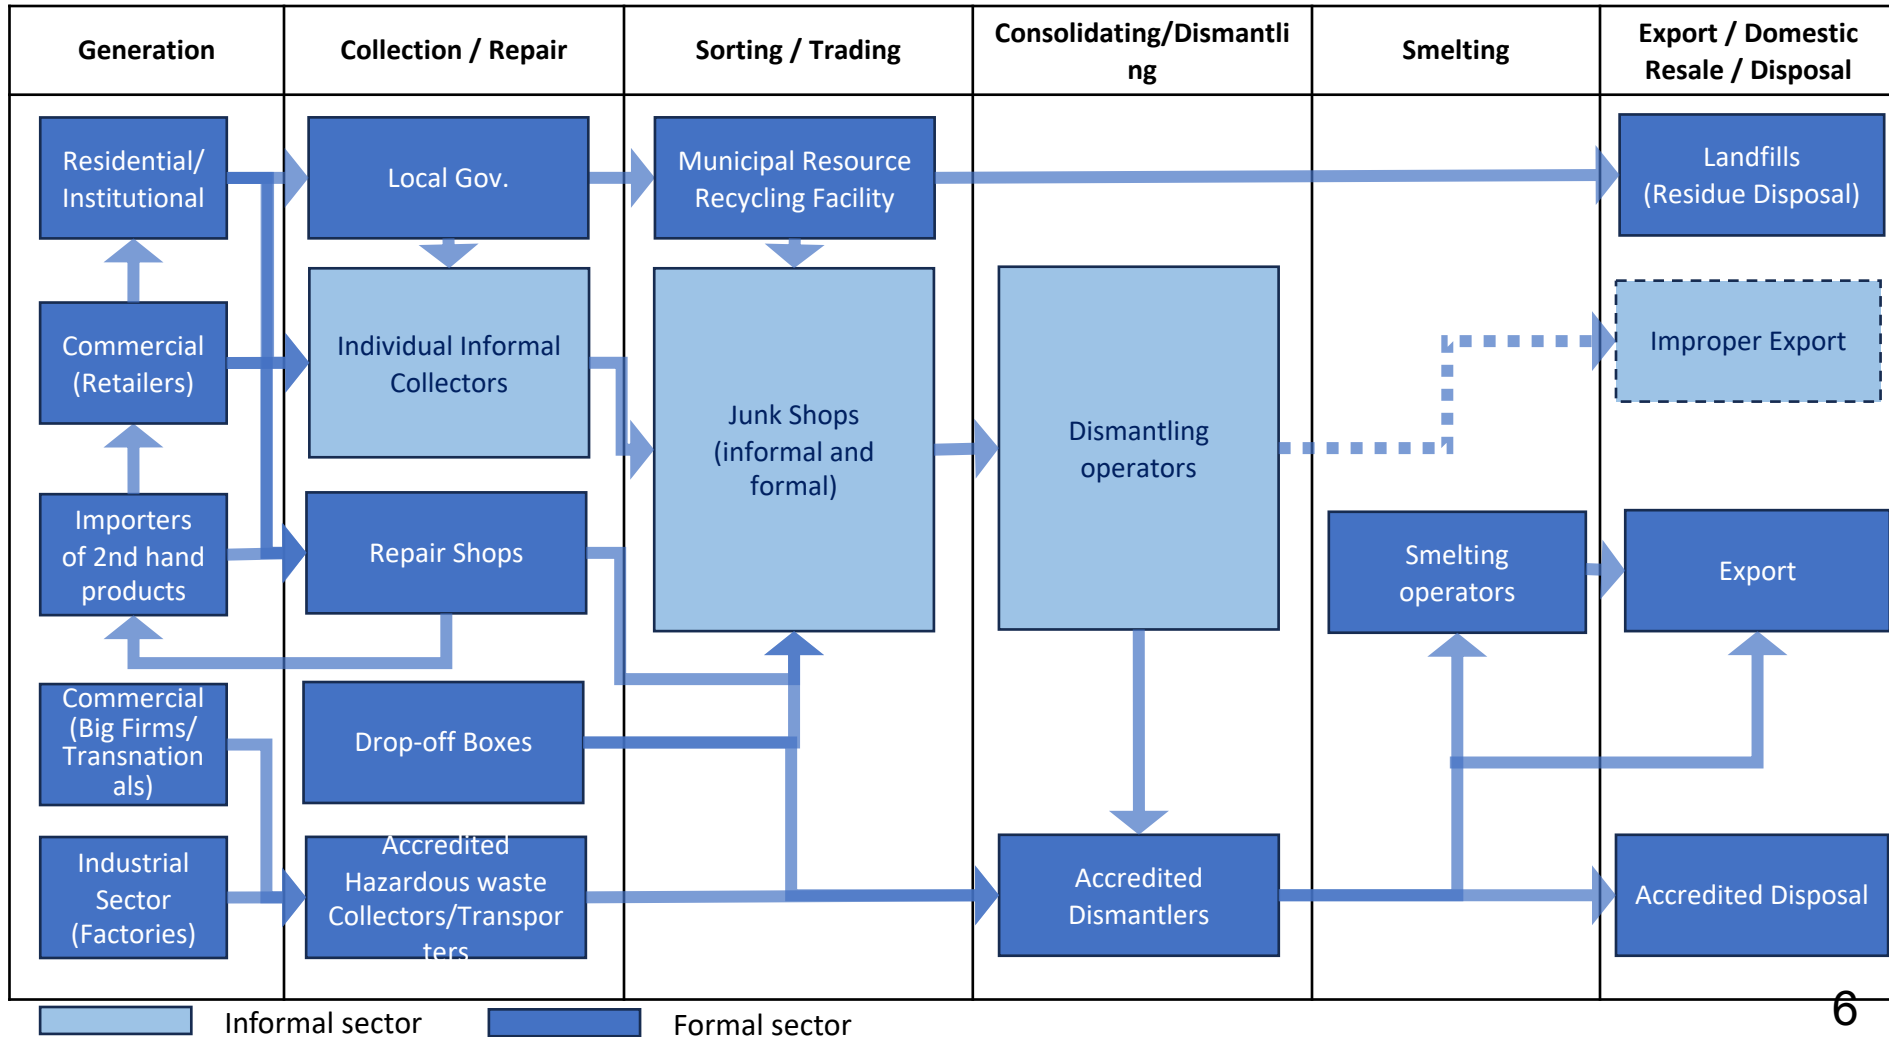 Generation
Collection / Repair
Sorting / Trading
Consolidating/Dismantli
ng
Smelting
Export / Domestic
Resale / Disposal
Residential/
Institutional
Local Gov.
Municipal Resource
Recycling Facility
Landfills
(Residue Disposal)
Commercial
(Retailers)
Individual Informal
Collectors
Junk Shops
(informal and
formal)
Dismantling
operators
Improper Export
Importers
of 2nd hand
products
Repair Shops
Smelting
operators
Export
Commercial
(Big Firms/
Transnation
als)
Drop-off Boxes
Industrial
Sector
(Factories)
Accredited
Hazardous waste
Collectors/Transpor
ters
Accredited
Dismantlers
Accredited Disposal
Informal sector
Formal sector
6